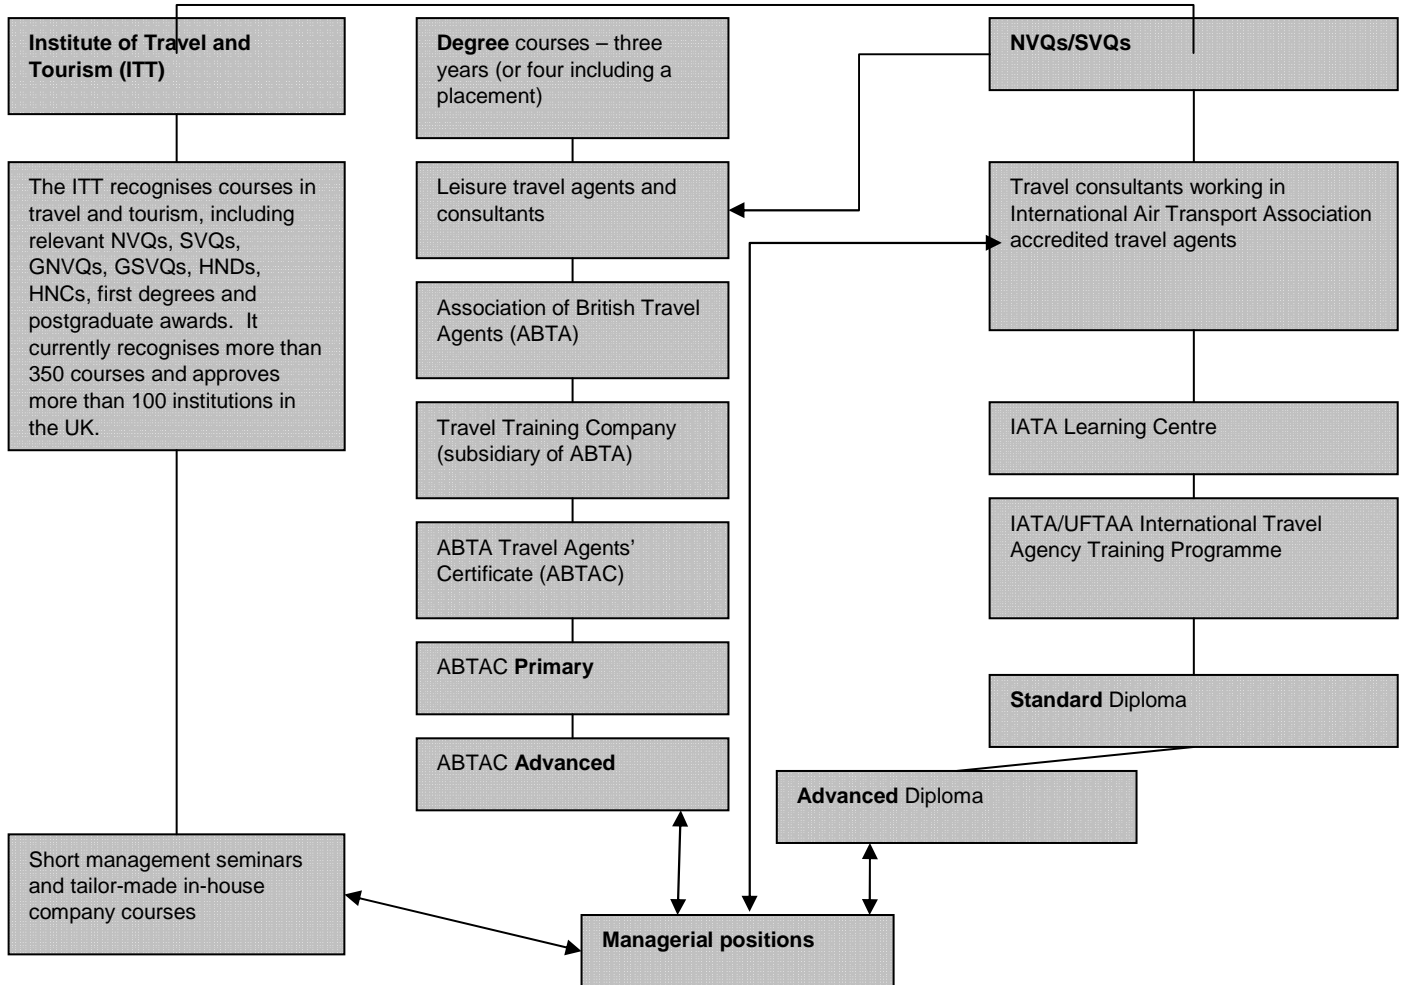 Institute of Travel and
Tourism (ITT)
The ITT recognises courses in
travel and tourism, including
relevant NVQs, SVQs,
GNVQs, GSVQs, HNDs,
HNCs, first degrees and
postgraduate awards.  It
currently recognises more than
350 courses and approves
more than 100 institutions in
the UK.
Short management seminars
and tailor-made in-house
company courses
Degree courses – three
years (or four including a
placement)
Leisure travel agents and
consultants
Association of British Travel
Agents (ABTA)
Travel Training Company
(subsidiary of ABTA)
ABTA Travel Agents’
Certificate (ABTAC)
ABTAC Primary
ABTAC Advanced
NVQs/SVQs
Travel consultants working in
International Air Transport Association
accredited travel agents
IATA Learning Centre
IATA/UFTAA International Travel
Agency Training Programme
Standard Diploma
Advanced Diploma
Managerial positions